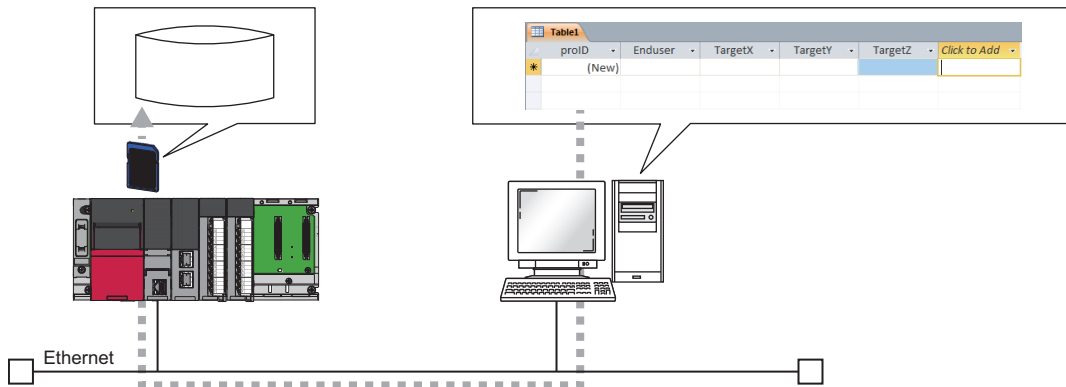 Table1
proID Enduser TargetX TargetY TargetZ Click to Add
* (New)
Ethernet